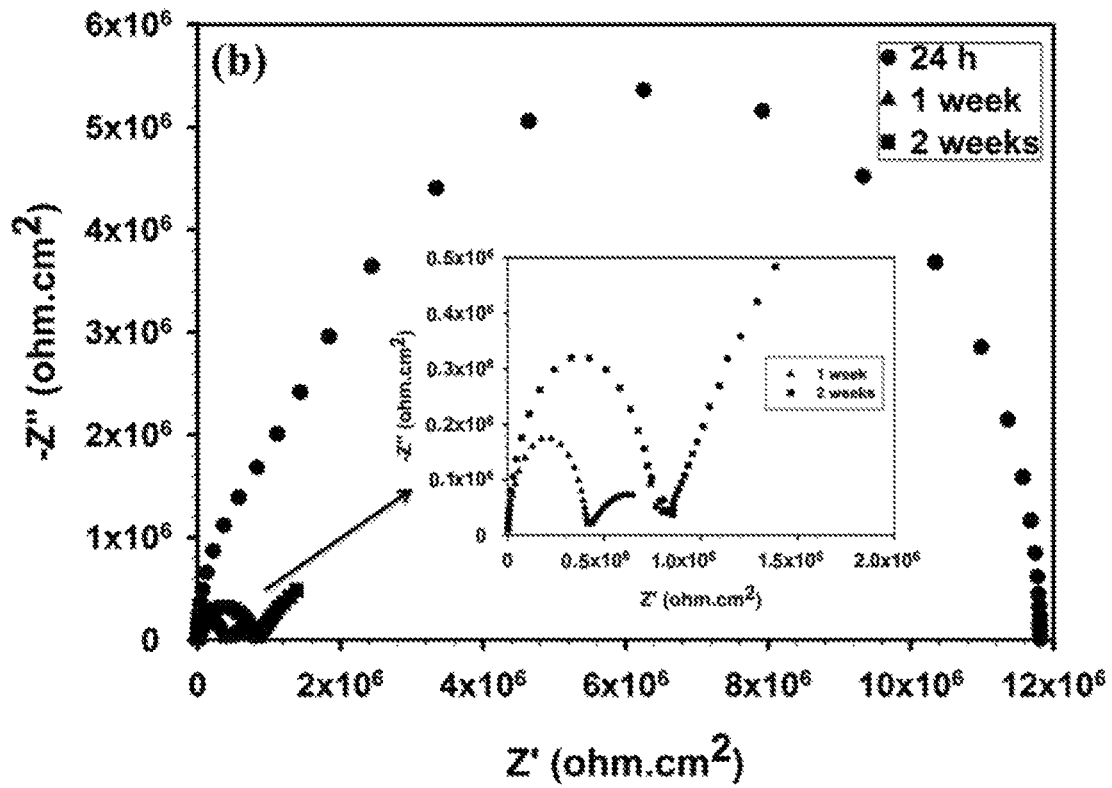 (b)
6x10⁶
5x10⁶
4x10⁶
3x10⁶
2x10⁶
1x10⁶
0
-Z'' (ohm.cm²)
24 h
1 week
2 weeks
0.5x10⁶
0.4x10⁶
0.3x10⁶
0.2x10⁶
0.1x10⁶
0
-Z'' (ohm.cm²)
1 week
2 weeks
0 0.5x10⁶ 1.0x10⁶ 1.5x10⁶ 2.0x10⁶
Z' (ohm.cm²)
0 2x10⁶ 4x10⁶ 6x10⁶ 8x10⁶ 10x10⁶ 12x10⁶
Z' (ohm.cm²)